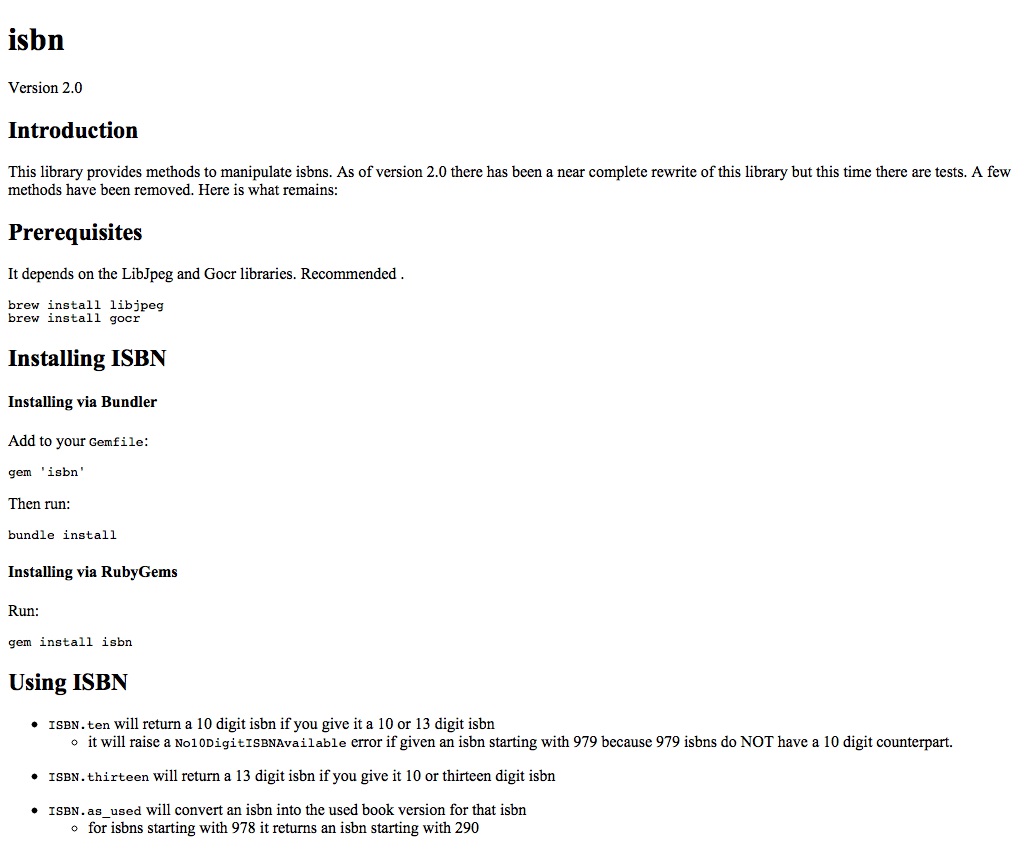 isbn
Version 2.0
Introduction
This library provides methods to manipulate isbns. As of version 2.0 there has been a near complete rewrite of this library but this time there are tests. A few
methods have been removed. Here is what remains:
Prerequisites
It depends on the LibJpeg and Gocr libraries. Recommended .
brew install libjpeg
brew install gocr
Installing ISBN
Installing via Bundler
Add to your Gemfile:
gem 'isbn'
Then run:
bundle install
Installing via RubyGems
Run:
gem install isbn
Using ISBN
• ISBN.ten will return a 10 digit isbn if you give it a 10 or 13 digit isbn
◦ it will raise a No10DigitISBNAvailable error if given an isbn starting with 979 because 979 isbns do NOT have a 10 digit counterpart.
• ISBN.thirteen will return a 13 digit isbn if you give it 10 or thirteen digit isbn
• ISBN.as_used will convert an isbn into the used book version for that isbn
◦ for isbns starting with 978 it returns an isbn starting with 290